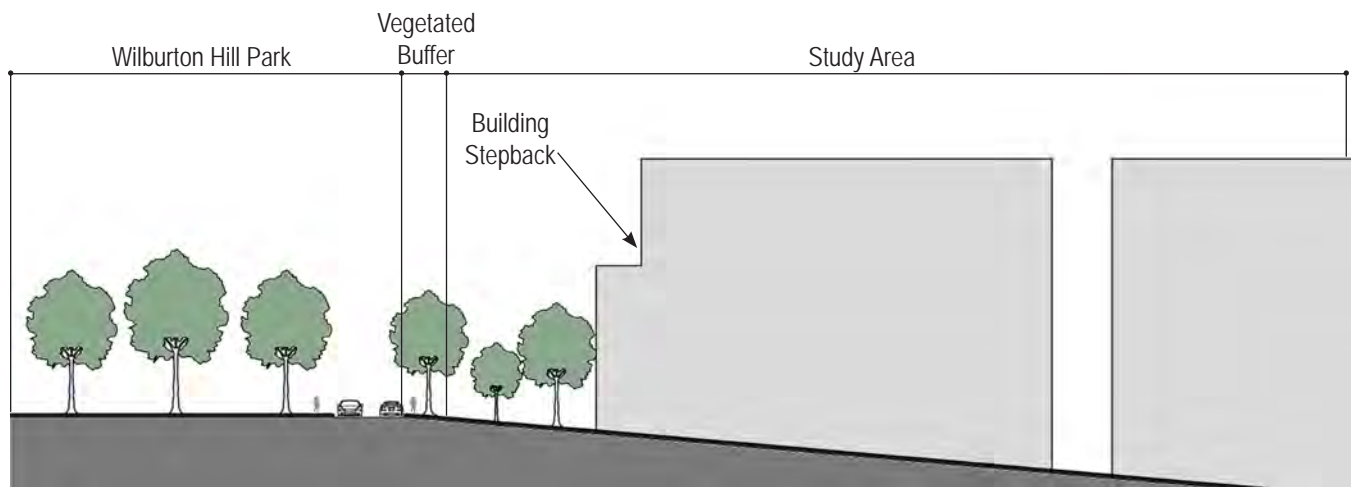 Wilburton Hill Park
Vegetated
Buffer
Study Area
Building
Stepback